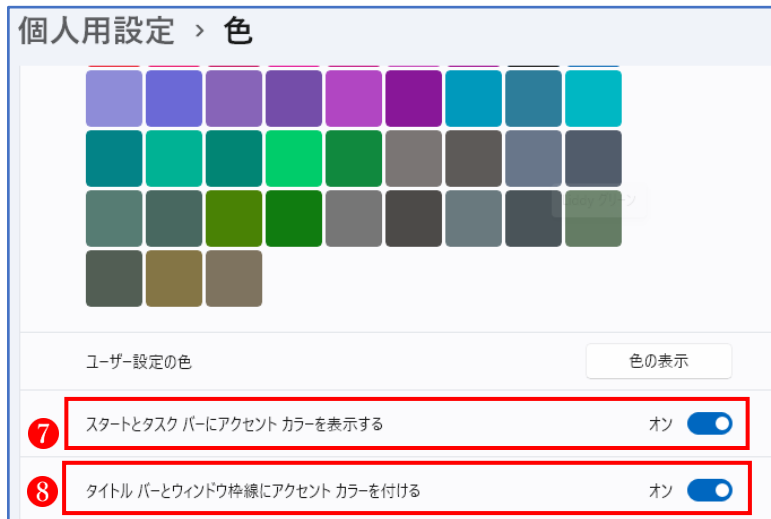 個人用設定 › 色
ユーザー設定の色
色の表示
7
スタートとタスク バーにアクセント カラーを表示する
オン
8
タイトル バーとウィンドウ枠線にアクセント カラーを付ける
オン